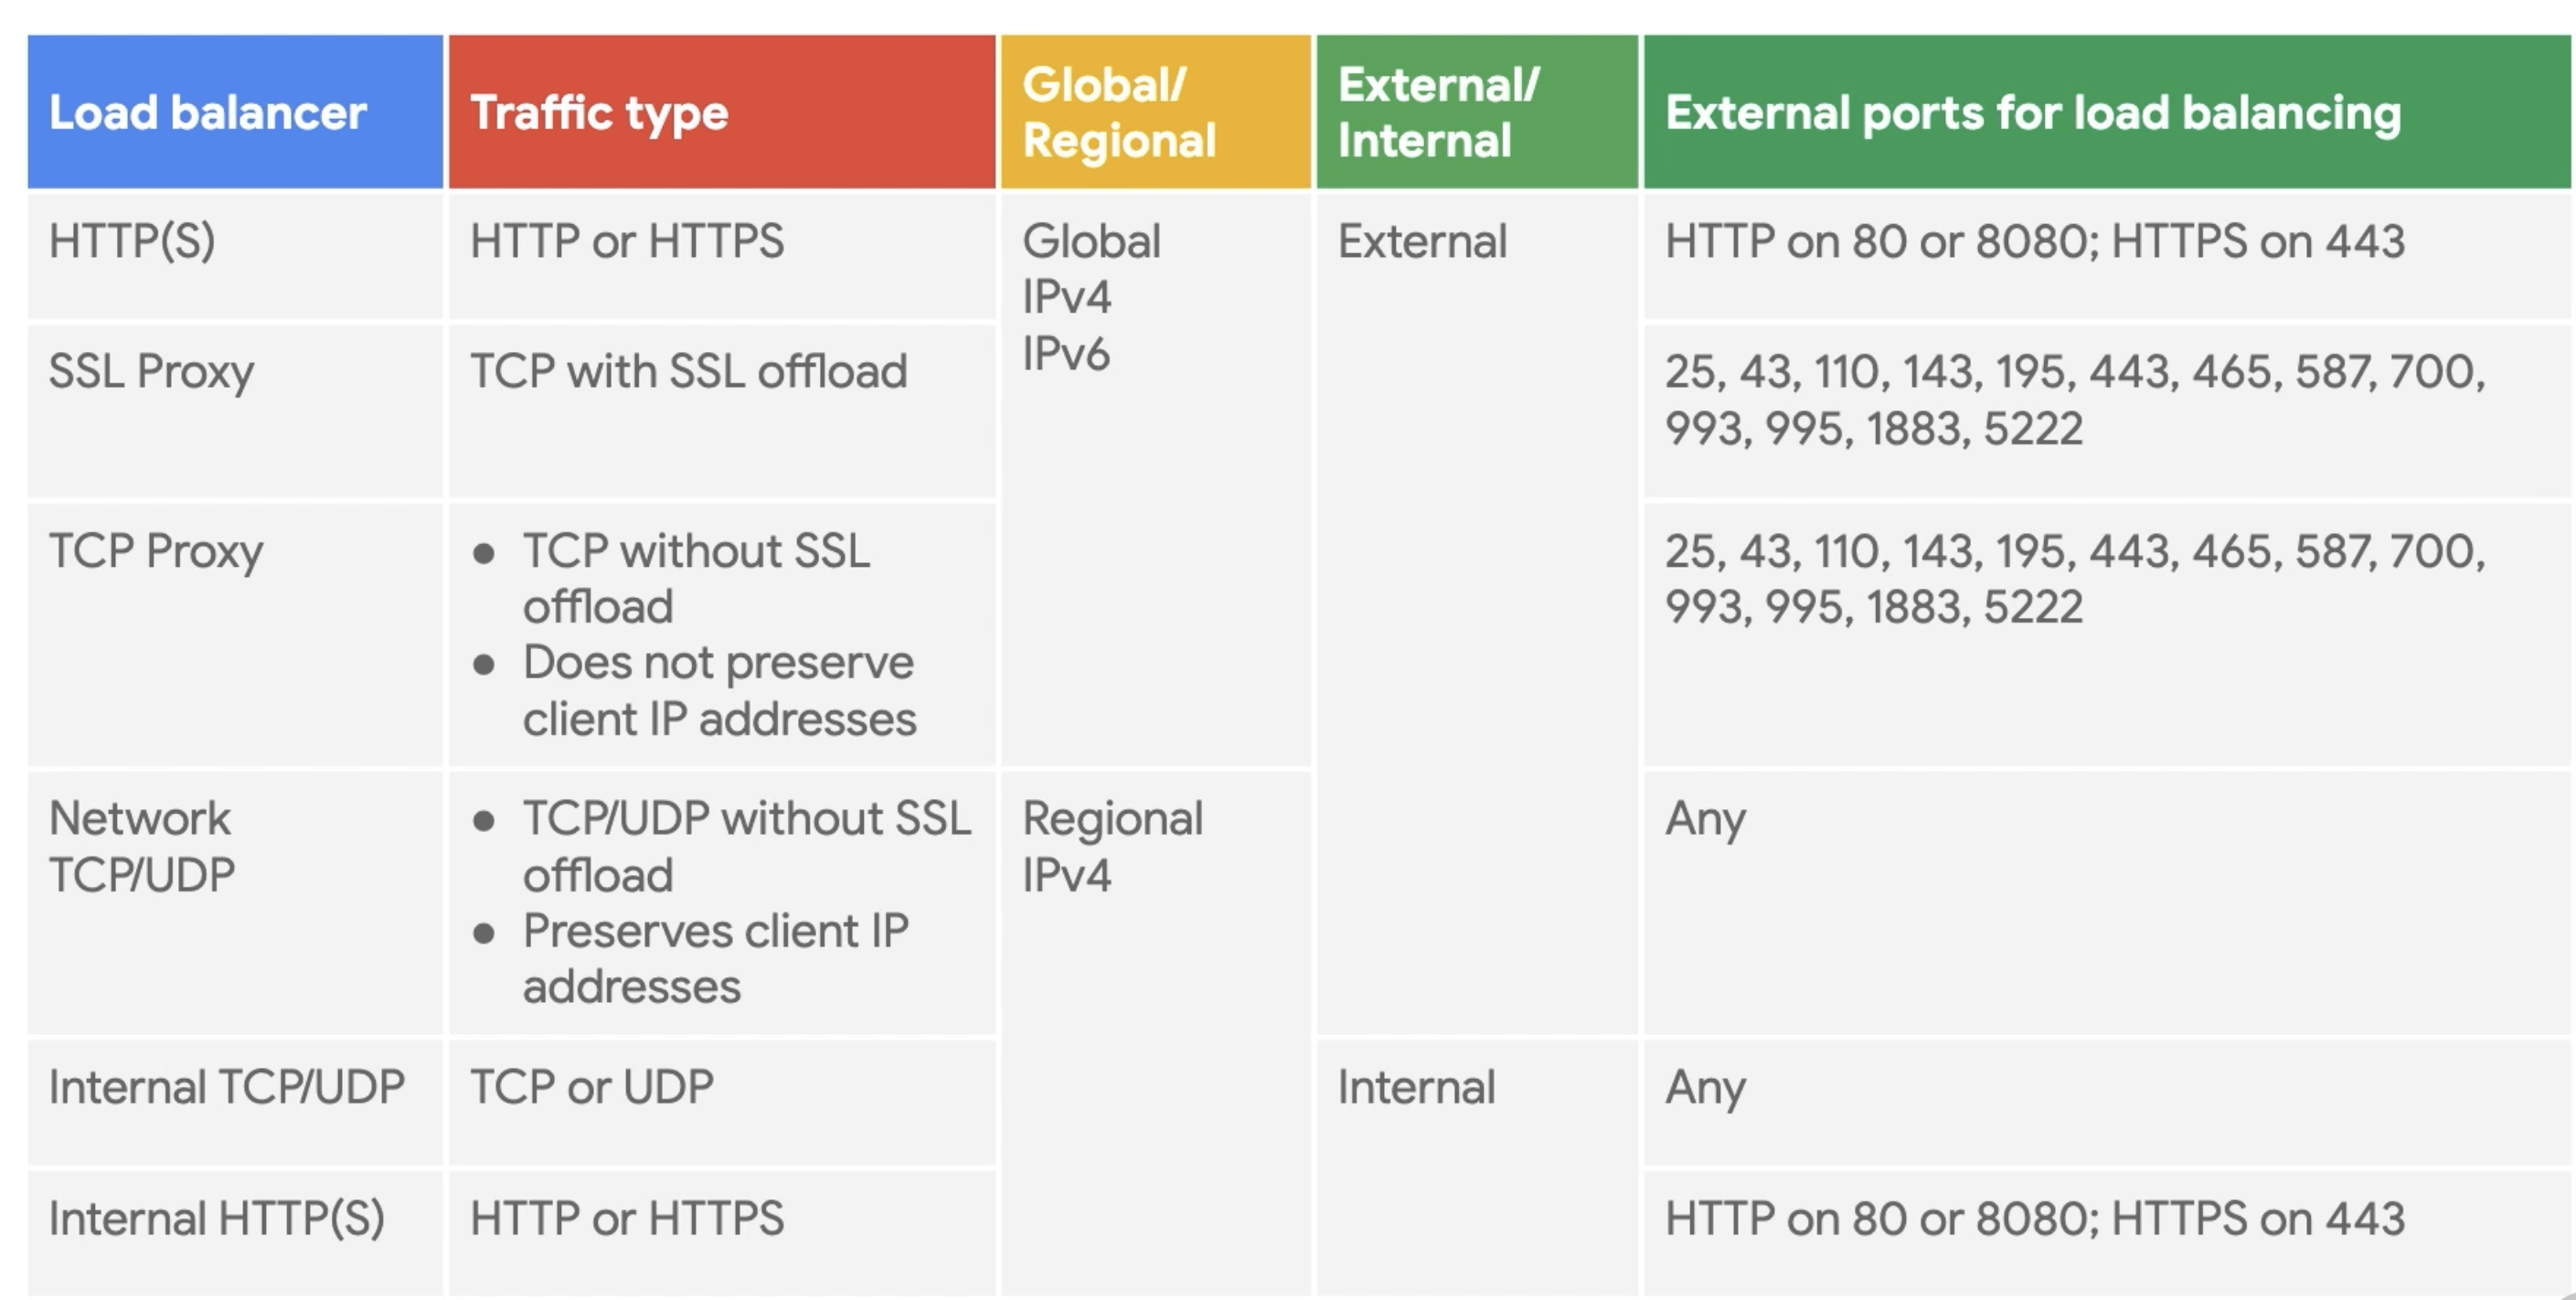 Load balancer
Traffic type
Global/
Regional
External/
Internal
External ports for load balancing
HTTP(S)
HTTP or HTTPS
Global
IPv4
IPv6
External
HTTP on 80 or 8080; HTTPS on 443
SSL Proxy
TCP with SSL offload
25, 43, 110, 143, 195, 443, 465, 587, 700,
993, 995, 1883, 5222
TCP Proxy
● TCP without SSL
offload
● Does not preserve
client IP addresses
25, 43, 110, 143, 195, 443, 465, 587, 700,
993, 995, 1883, 5222
Network
TCP/UDP
● TCP/UDP without SSL
offload
● Preserves client IP
addresses
Regional
IPv4
Any
Internal TCP/UDP
TCP or UDP
Internal
Any
Internal HTTP(S)
HTTP or HTTPS
HTTP on 80 or 8080; HTTPS on 443